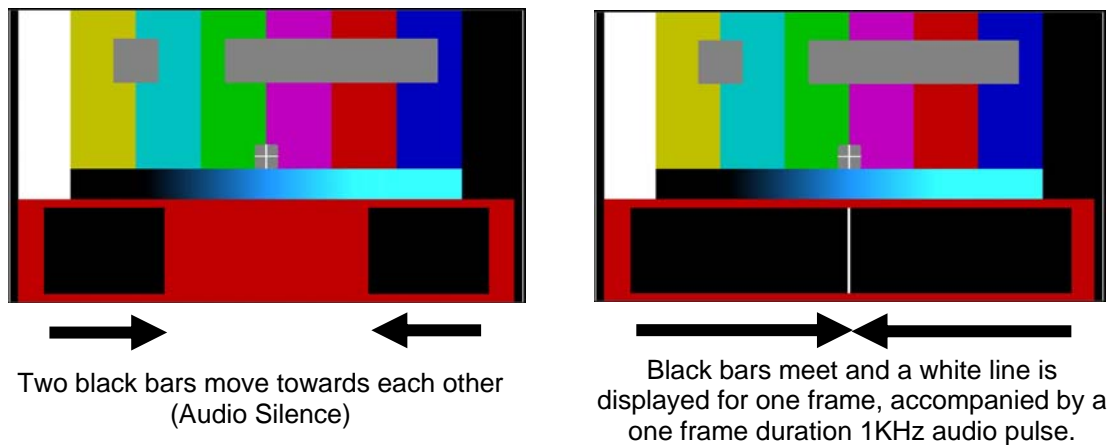 Two black bars move towards each other
(Audio Silence)
Black bars meet and a white line is
displayed for one frame, accompanied by a
one frame duration 1KHz audio pulse.